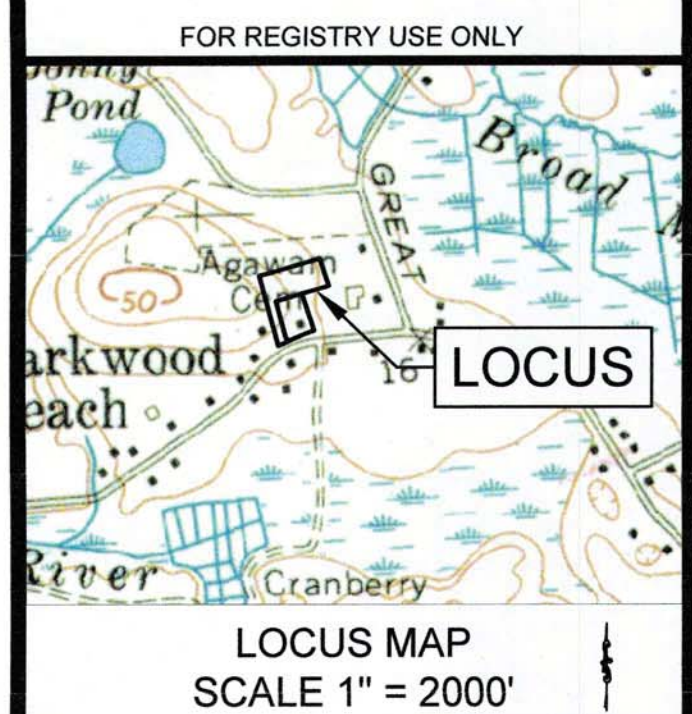 FOR REGISTRY USE ONLY
Pond
Broad
M
GREAT
Agawam
Cem
50
arkwood
each
16
LOCUS
River
Cranberry
LOCUS MAP
SCALE 1" = 2000'